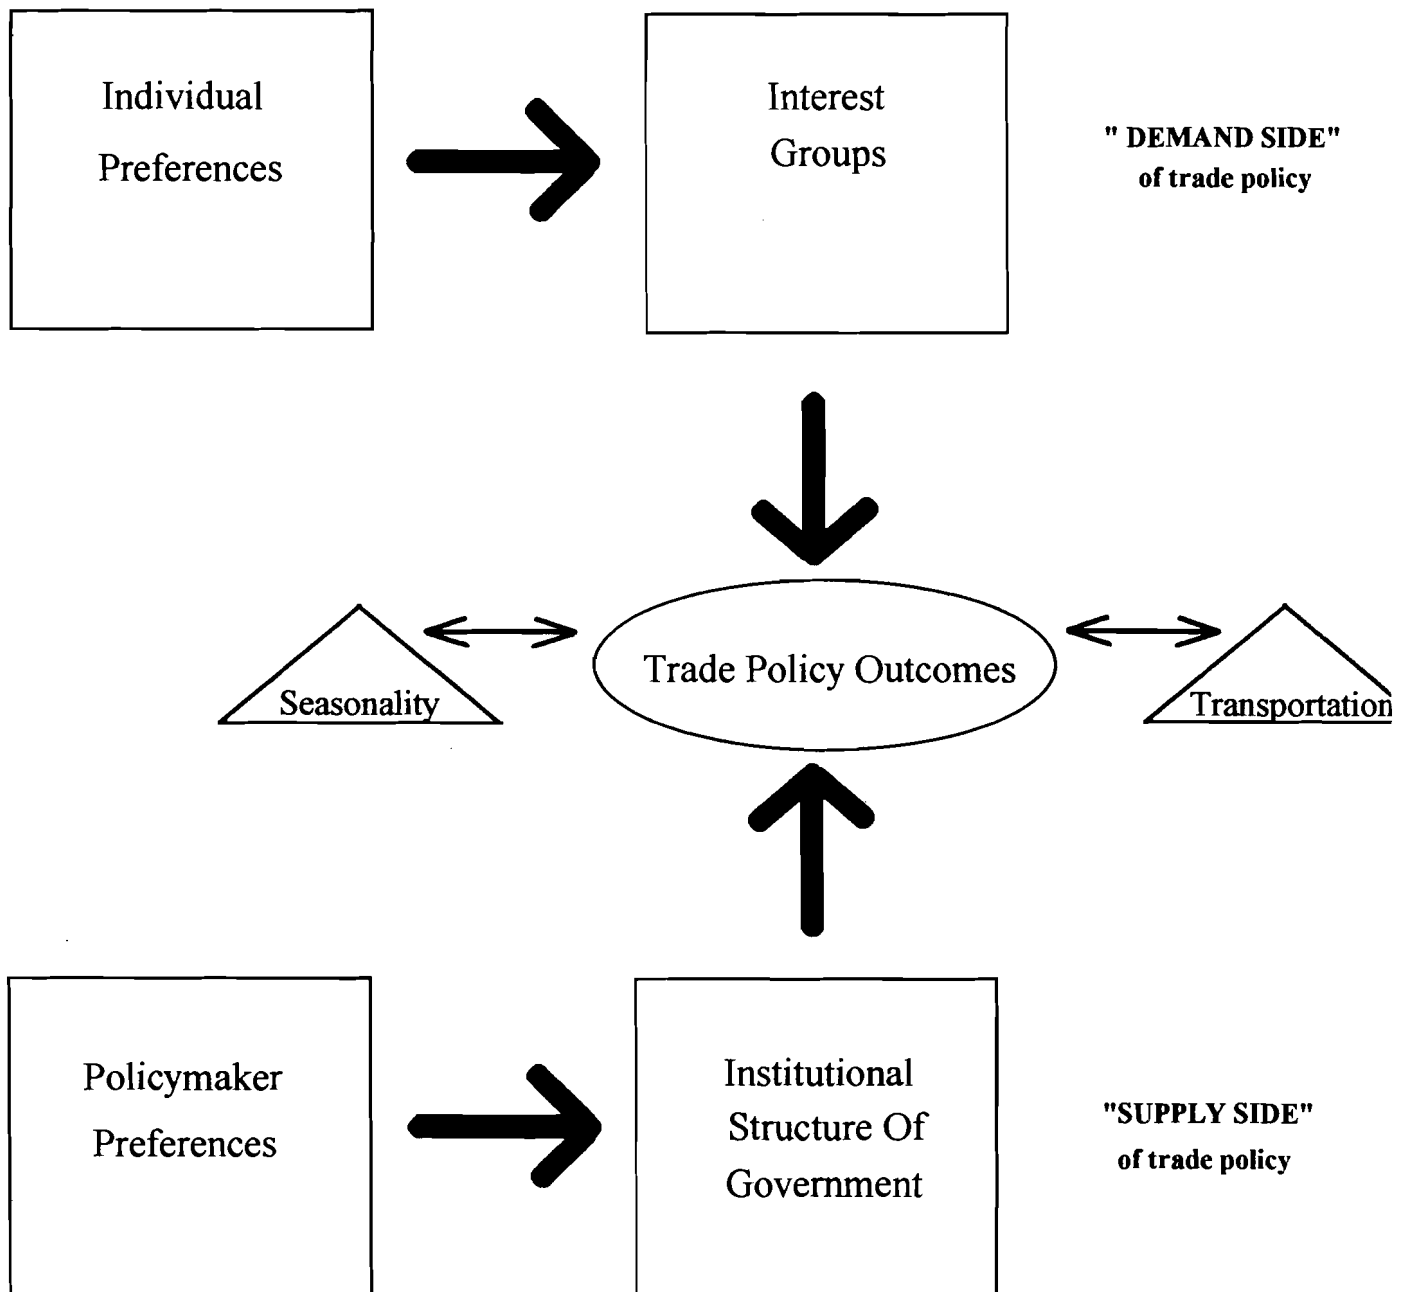 Individual
Preferences
Interest
Groups
" DEMAND SIDE"
of trade policy
Seasonality
Trade Policy Outcomes
Transportation
Policymaker
Preferences
Institutional
Structure Of
Government
"SUPPLY SIDE"
of trade policy